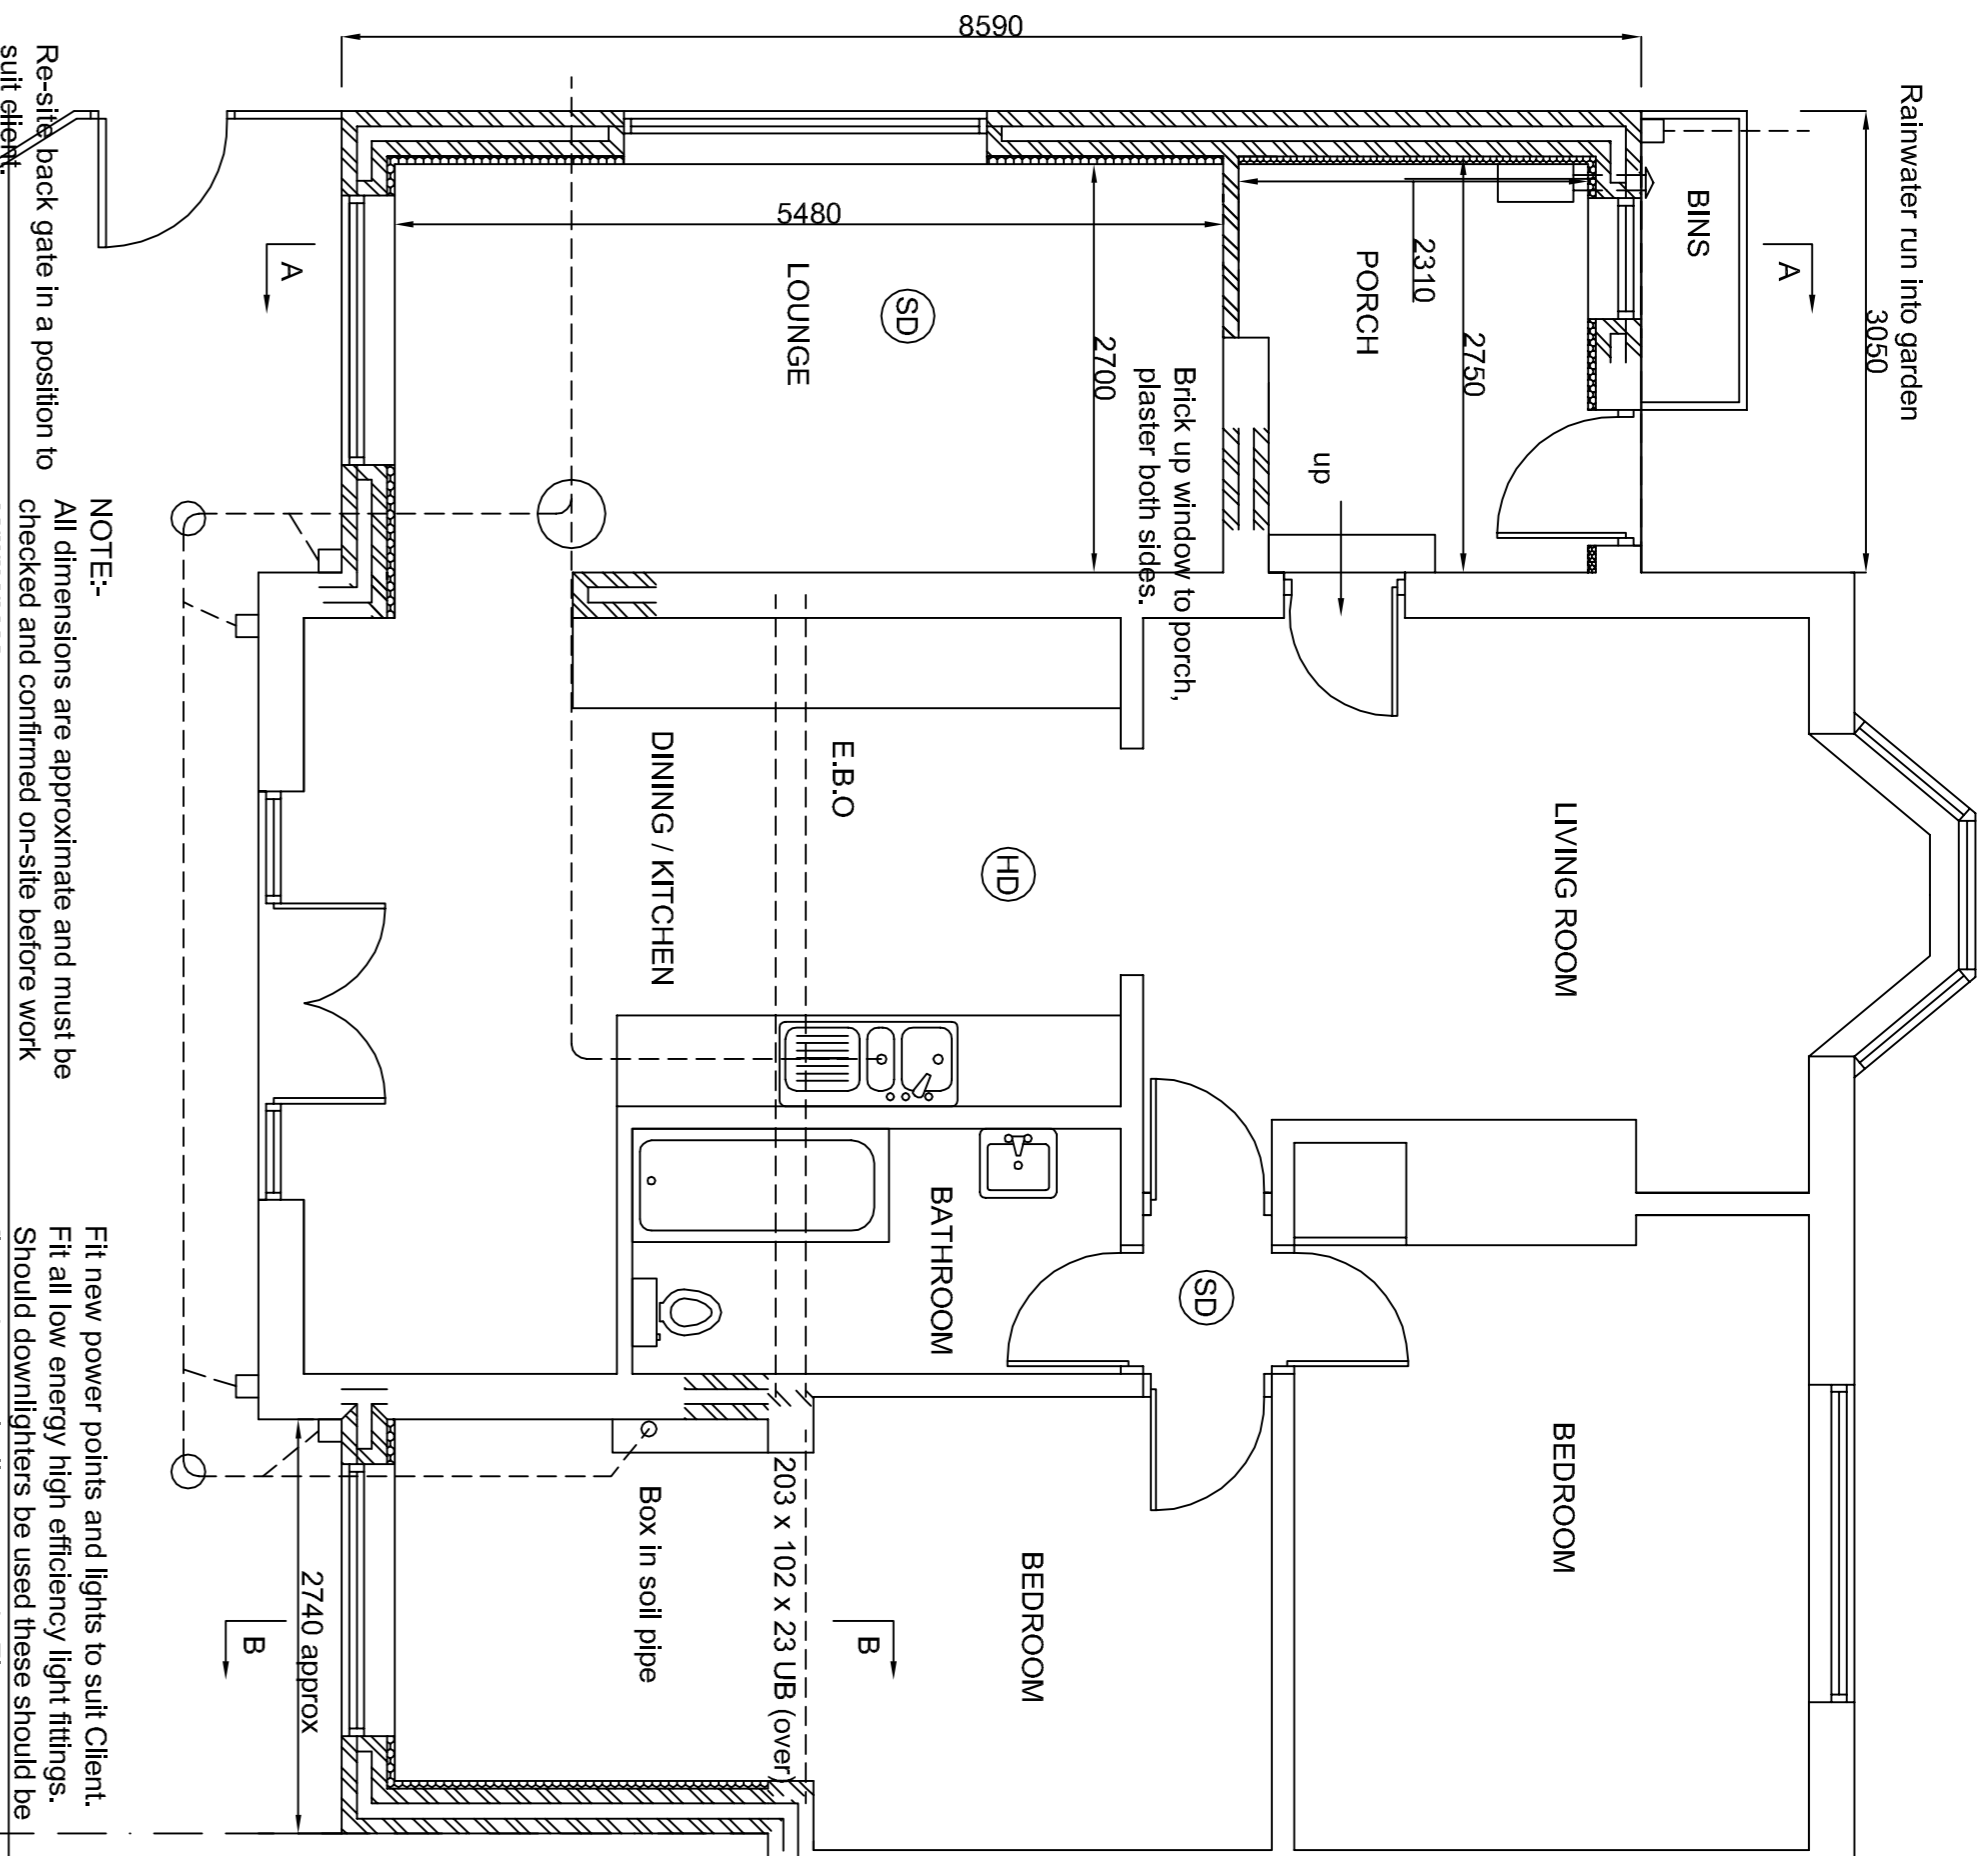 Rainwater run into garden
3050
8590
BINS
A
A
2310
PORCH
2750
up
Brick up window to porch,
plaster both sides.
2700
SD
LOUNGE
5480
LIVING ROOM
HD
E.B.O
DINING / KITCHEN
SD
BATHROOM
BEDROOM
BEDROOM
203 x 102 x 23 UB (over)
Box in soil pipe
B
B
2740 approx
Re-site back gate in a position to
suit client.
NOTE:-
All dimensions are approximate and must be
checked and confirmed on-site before work
Fit new power points and lights to suit Client.
Fit all low energy high efficiency light fittings.
Should downlighters be used these should be